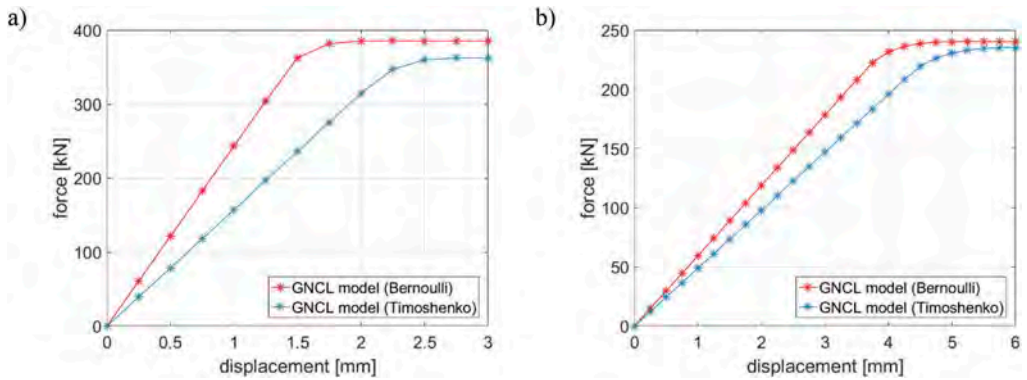 a)
400
300
200
100
0
force [kN]
0 0.5 1 1.5 2 2.5 3
displacement [mm]
GNCL model (Bernoulli)
GNCL model (Timoshenko)
b)
250
200
150
100
50
0
force [kN]
0 1 2 3 4 5 6
displacement [mm]
GNCL model (Bernoulli)
GNCL model (Timoshenko)